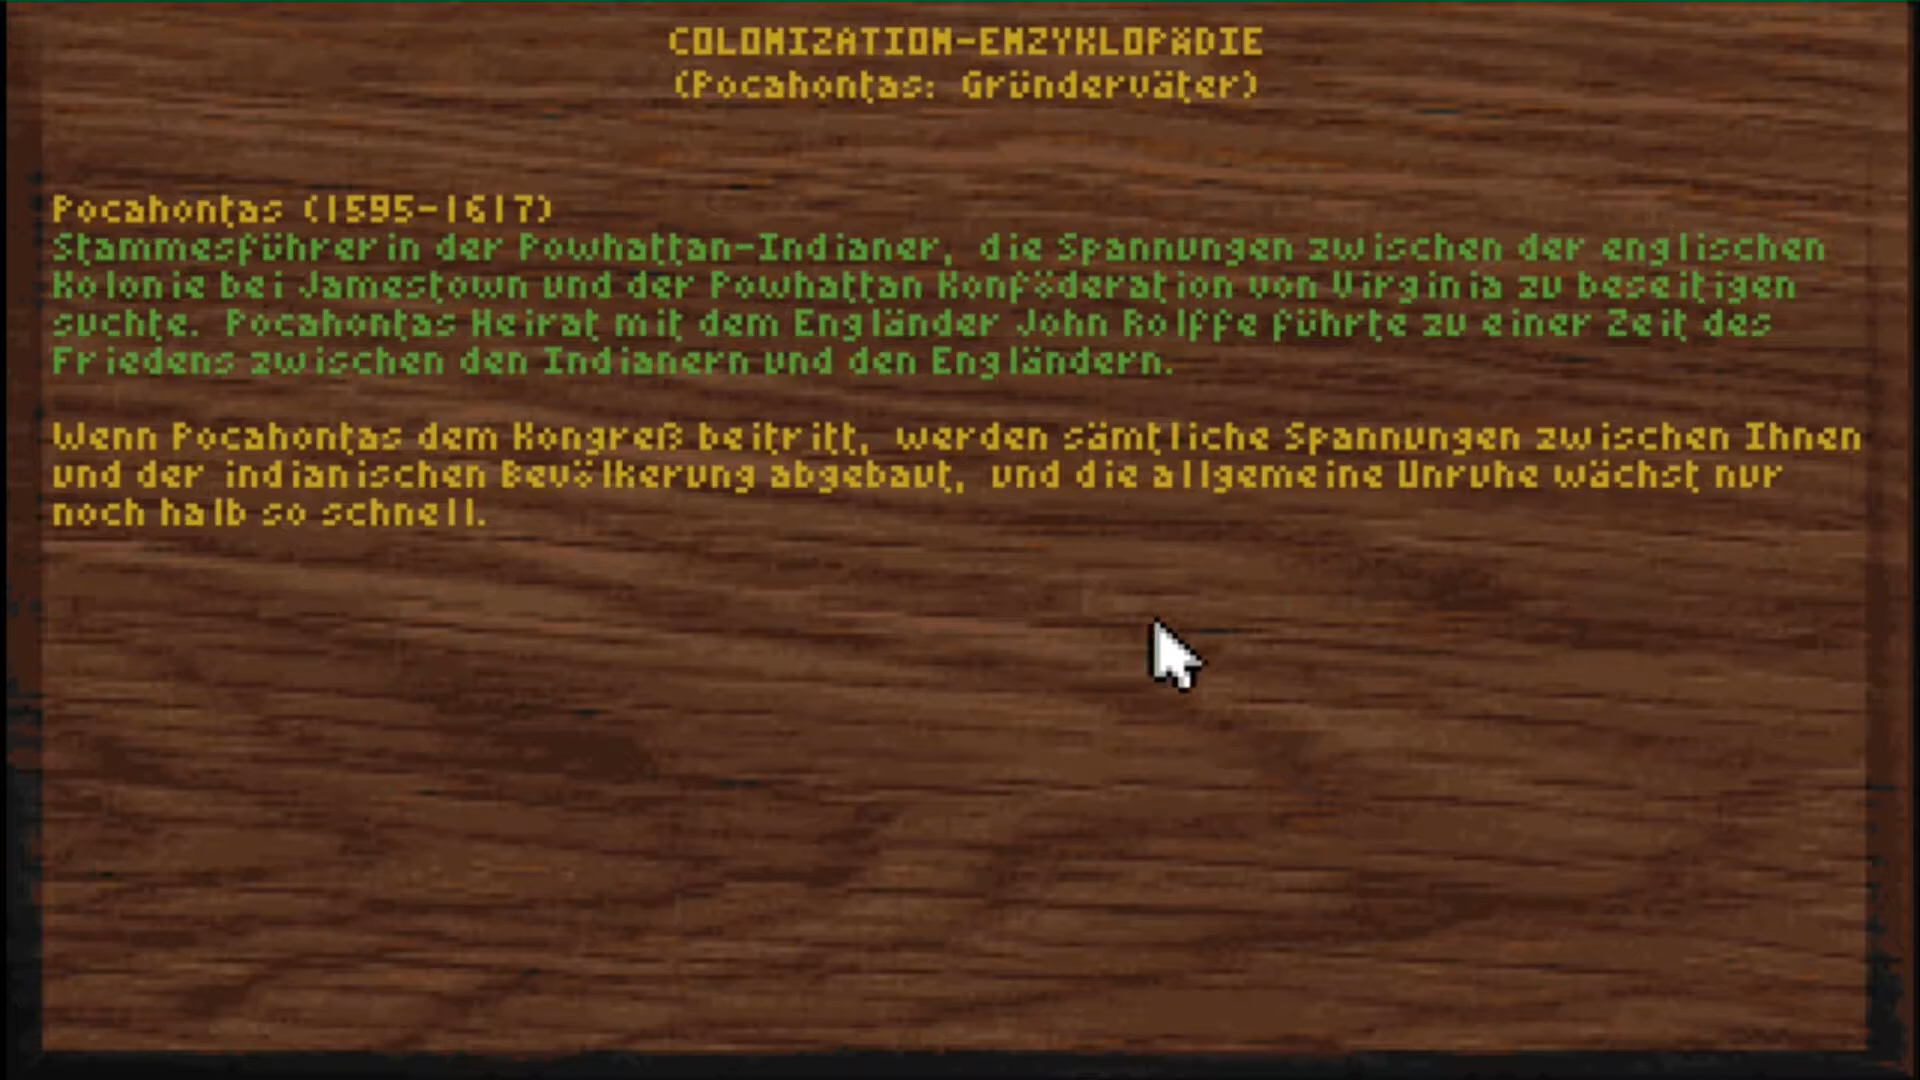 COLONIZATION-ENZYKLOPÄDIE
(Pocahontas: Gründerväter)
Pocahontas (1595-1617)
Stammesführerin der Powhattan-Indianer, die Spannungen zwischen der englischen
Kolonie bei Jamestown und der Powhattan Konföderation von Virginia zu beseitigen
suchte. Pocahontas Heirat mit dem Engländer John Rolffe führte zu einer Zeit des
Friedens zwischen den Indianern und den Engländern.
Wenn Pocahontas dem Kongreß beitritt, werden sämtliche Spannungen zwischen Ihnen
und der indianischen Bevölkerung abgebaut, und die allgemeine Unruhe wächst nur
noch halb so schnell.